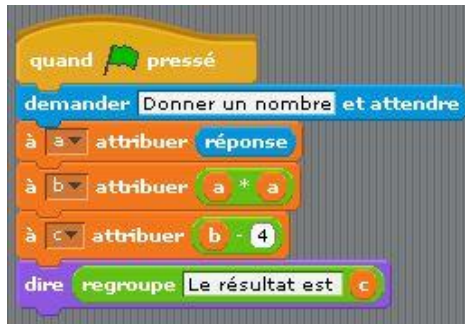 quand pressé
demander Donner un nombre et attendre
à a attribuer réponse
à b attribuer a * a
à c attribuer b - 4
dire regroupe Le résultat est c